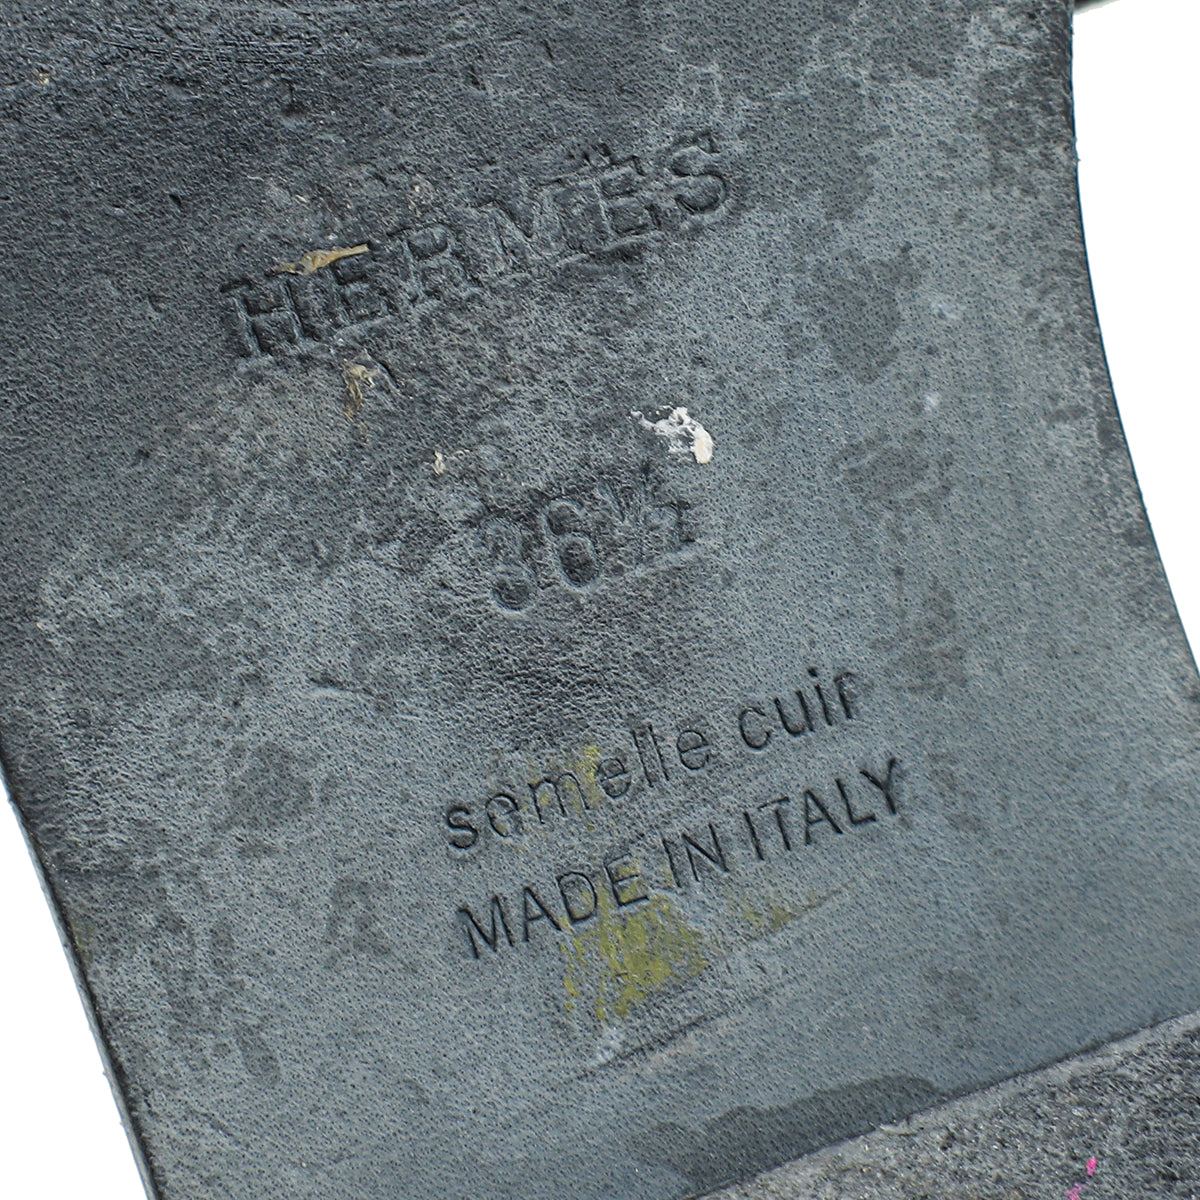 HERMÈS
36½
semelle cuir
MADE IN ITALY